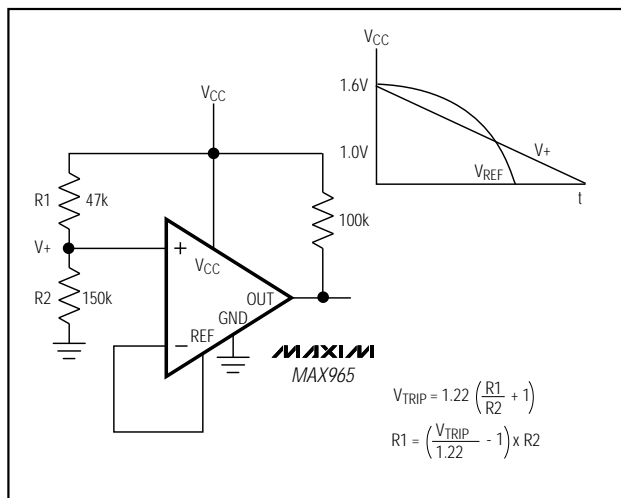 VCC
1.6V
1.0V
V+
VREF
t
VCC
R1 47k
V+
R2 150k
100k
+
VCC
OUT
GND
REF
−
MAXIM
MAX965
VTRIP = 1.22 (R1/R2 + 1)
R1 = (VTRIP/1.22 - 1) x R2